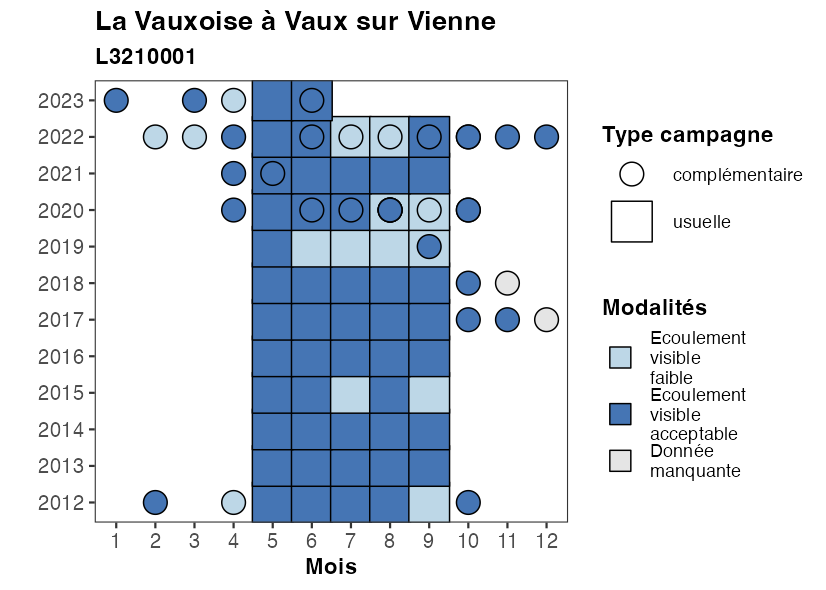 La Vauxoise à Vaux sur Vienne
L3210001
2023
2022
2021
2020
2019
2018
2017
2016
2015
2014
2013
2012
1 2 3 4 5 6 7 8 9 10 11 12
Mois
Type campagne
complémentaire
usuelle
Modalités
Ecoulement
visible
faible
Ecoulement
visible
acceptable
Donnée
manquante